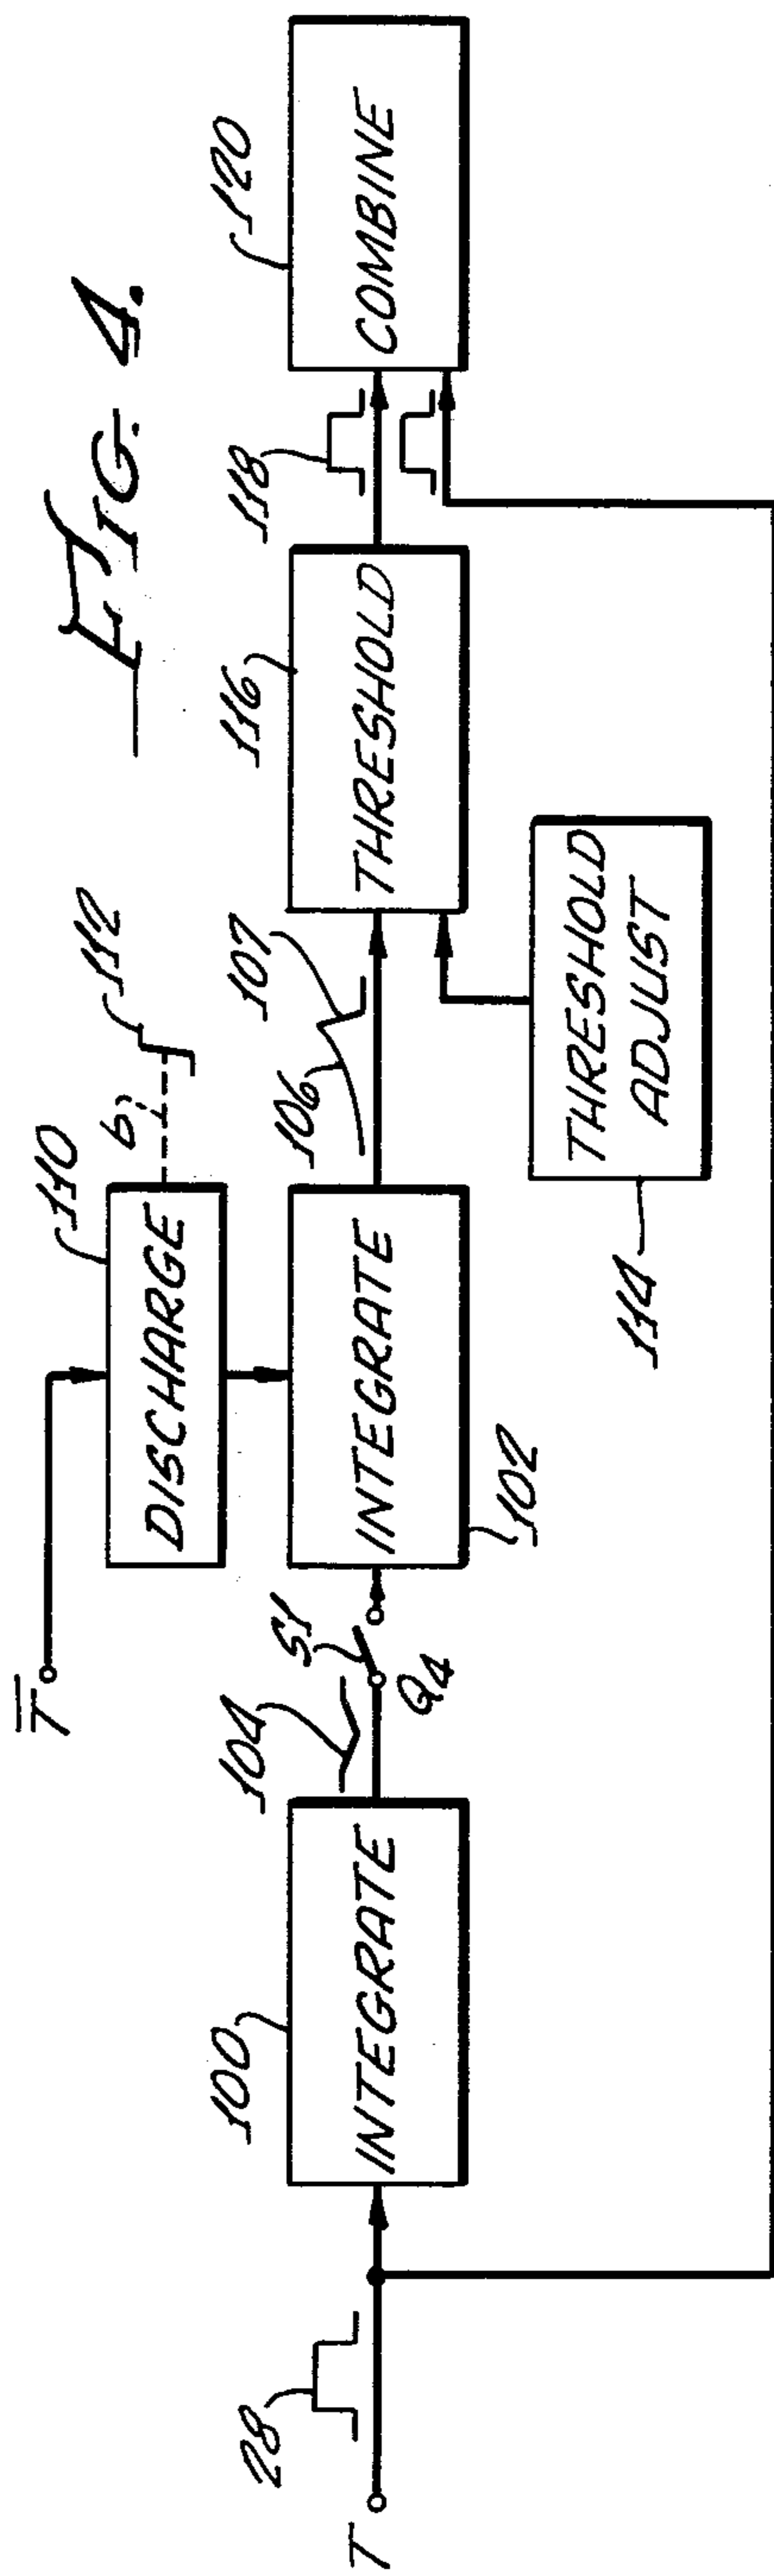 FIG. 4.
T̅
DISCHARGE
110
b
112
28
T
100
INTEGRATE
104
S1
Q4
INTEGRATE
102
106
107
116
THRESHOLD
THRESHOLD
ADJUST
114
118
120
COMBINE